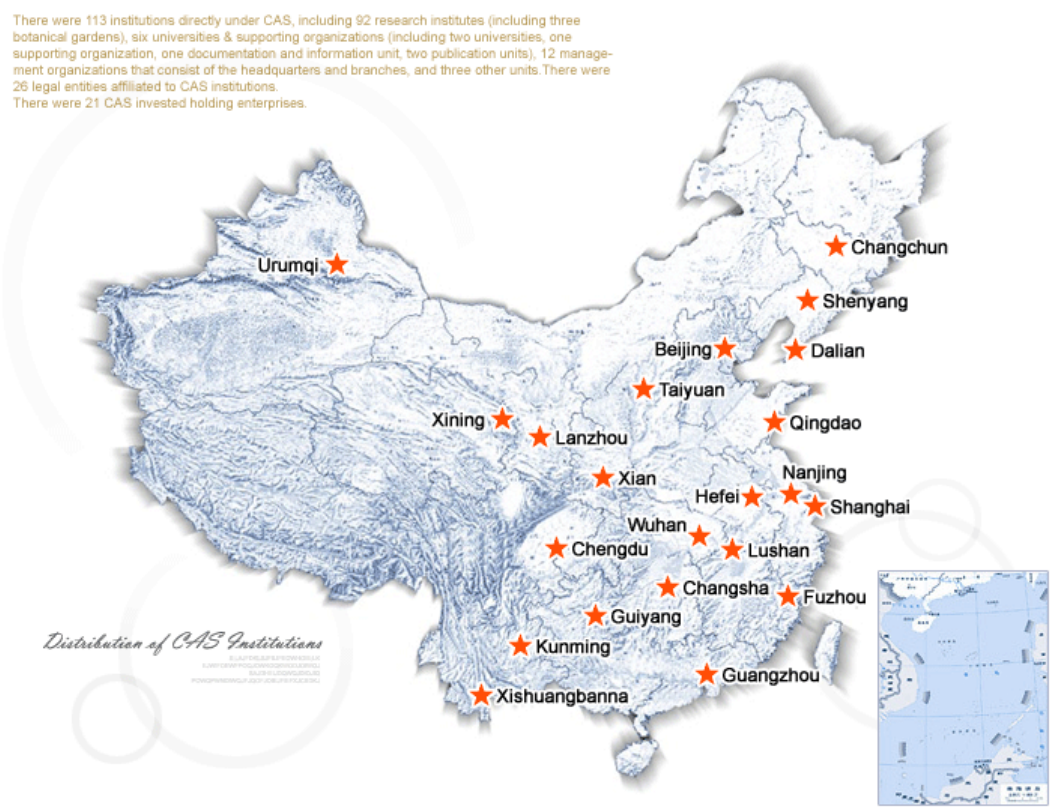 There were 113 institutions directly under CAS, including 92 research institutes (including three
botanical gardens), six universities & supporting organizations (including two universities, one
supporting organization, one documentation and information unit, two publication units), 12 manage-
ment organizations that consist of the headquarters and branches, and three other units.There were
26 legal entities affiliated to CAS institutions.
There were 21 CAS invested holding enterprises.
Changchun
Urumqi
Shenyang
Beijing
Dalian
Taiyuan
Xining
Qingdao
Lanzhou
Xian
Nanjing
Hefei
Shanghai
Wuhan
Chengdu
Lushan
Changsha
Fuzhou
Guiyang
Distribution of CAS Institutions
Kunming
Guangzhou
Xishuangbanna